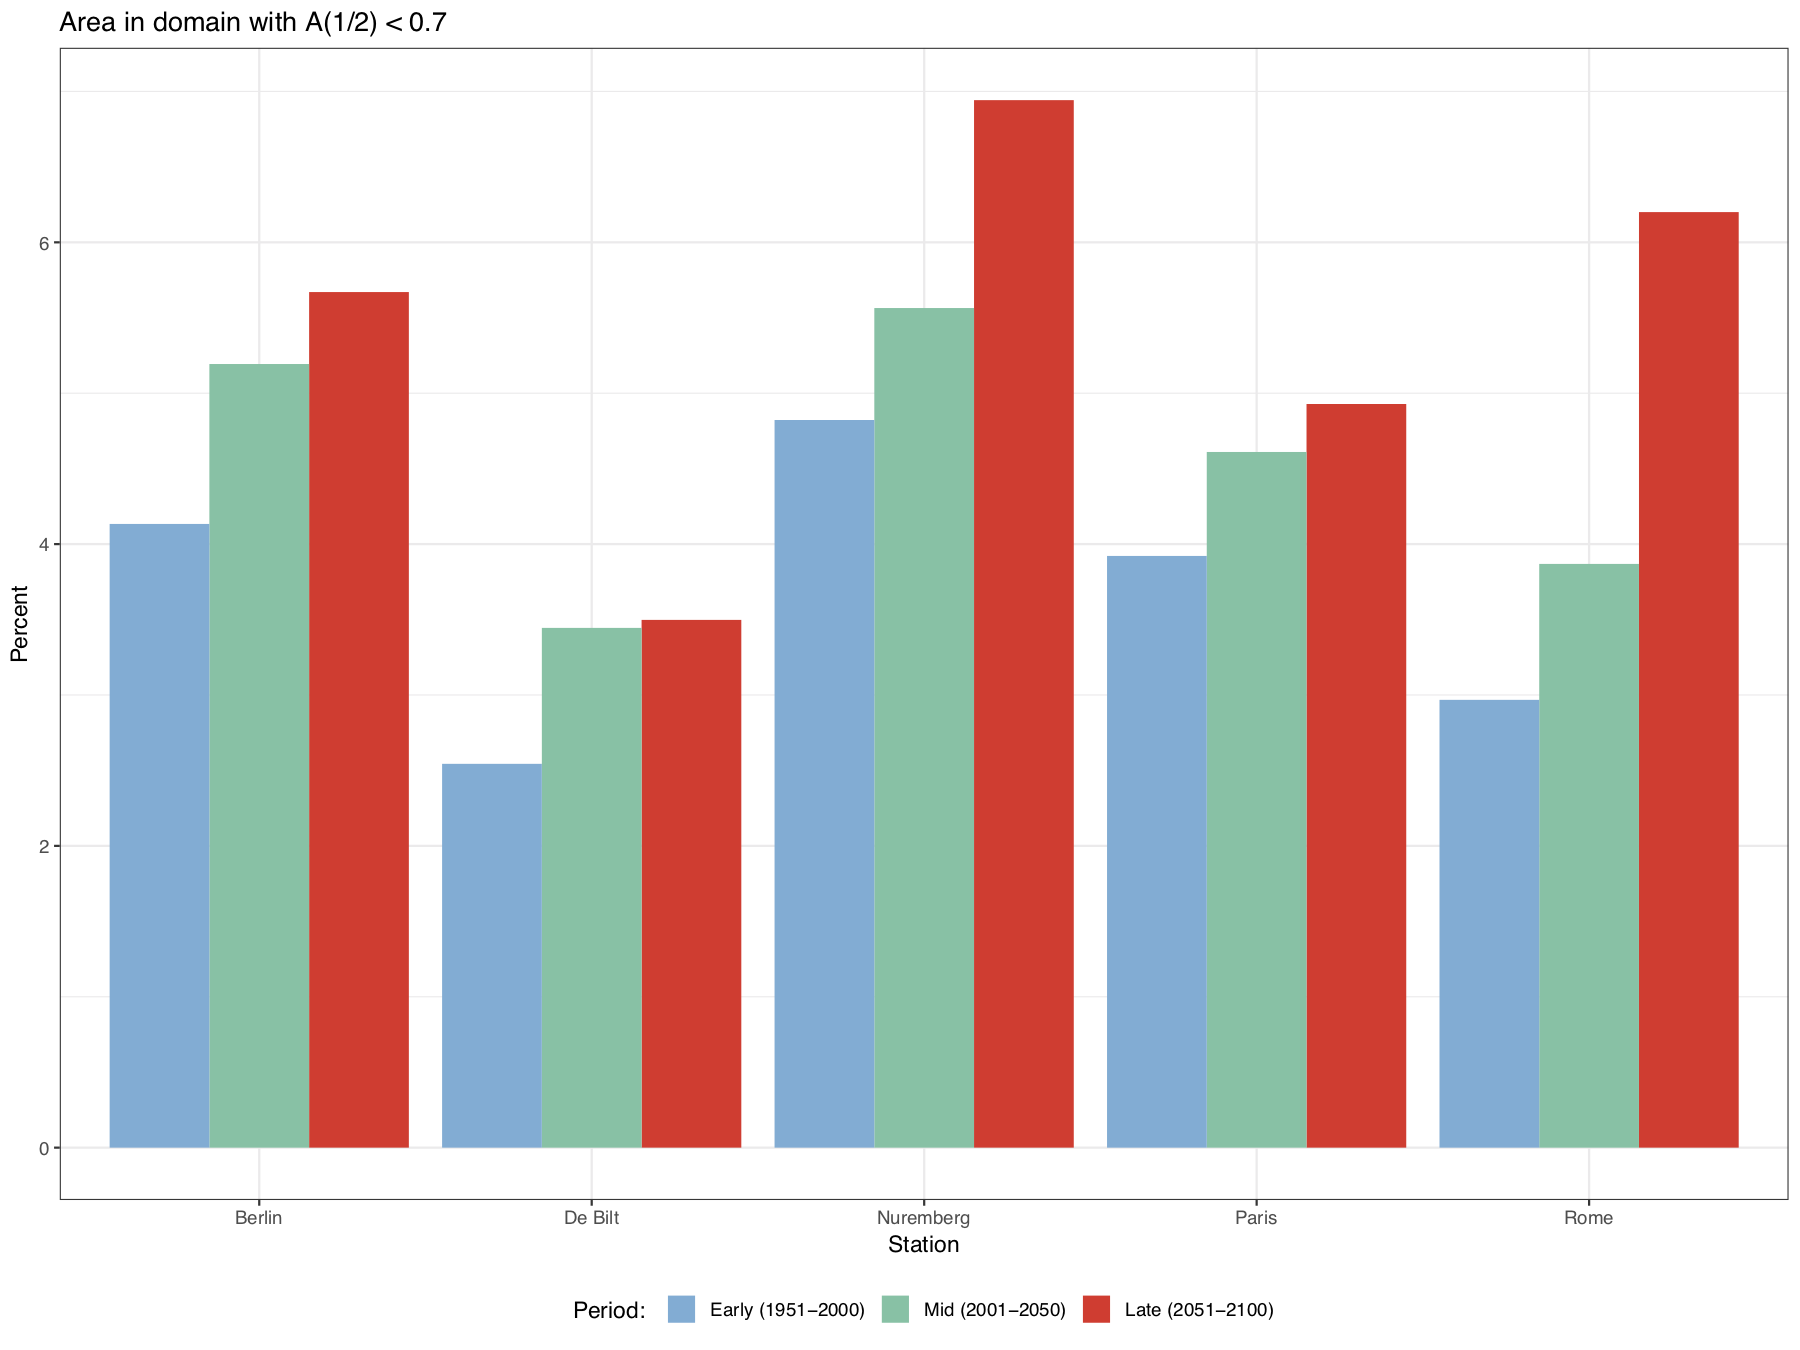 Area in domain with A(1/2) < 0.7
Percent
6
4
2
0
Berlin De Bilt Nuremberg Paris Rome
Station
Period: Early (1951–2000) Mid (2001–2050) Late (2051–2100)